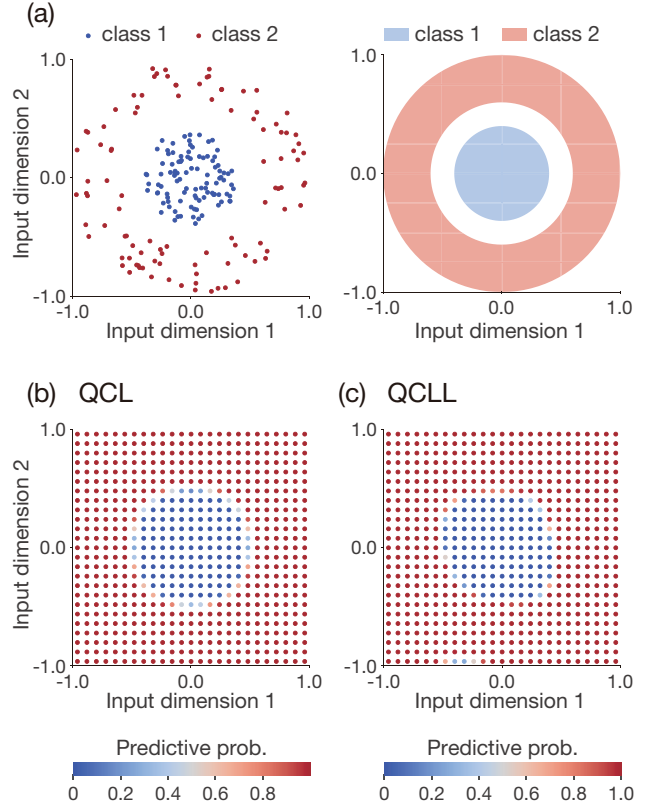 (a)
class 1 class 2
class 1 class 2
Input dimension 2
1.0
0.0
-1.0
-1.0 0.0 1.0
Input dimension 1
1.0
0.0
-1.0
-1.0 0.0 1.0
Input dimension 1
(b) QCL
Input dimension 2
1.0
0.0
-1.0
-1.0 0.0 1.0
Input dimension 1
Predictive prob.
0 0.2 0.4 0.6 0.8
(c) QCLL
1.0
0.0
-1.0
-1.0 0.0 1.0
Input dimension 1
Predictive prob.
0 0.2 0.4 0.6 0.8 1.0